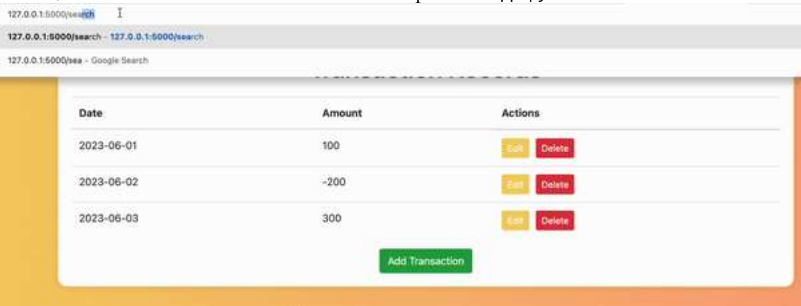 127.0.0.1:5000/search
127.0.0.1:5000/search - 127.0.0.1:5000/search
127.0.0.1:5000/sea - Google Search
Transaction Records
Date Amount Actions
2023-06-01 100 Edit Delete
2023-06-02 -200 Edit Delete
2023-06-03 300 Edit Delete
Add Transaction